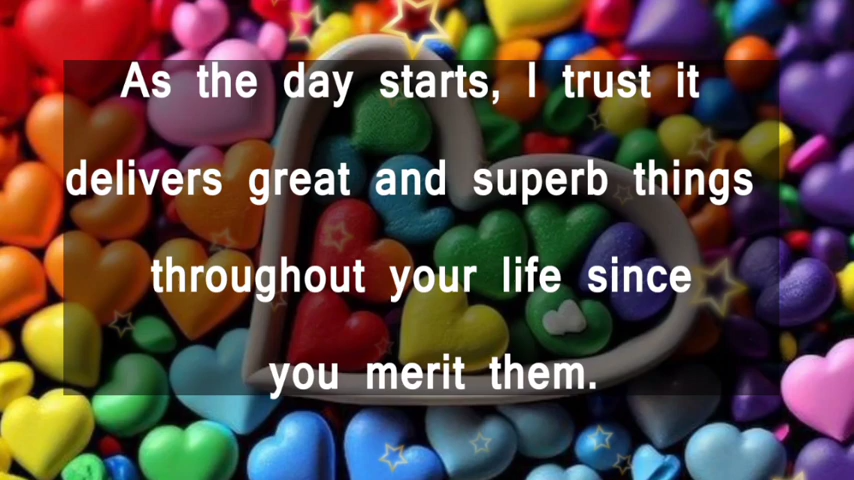 As the day starts, I trust it
delivers great and superb things
throughout your life since
you merit them.